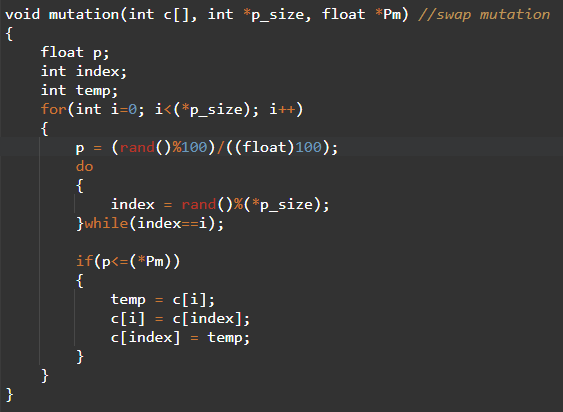 void mutation(int c[], int *p_size, float *Pm) //swap mutation
{
    float p;
    int index;
    int temp;
    for(int i=0; i<(*p_size); i++)
    {
        p = (rand()%100)/((float)100);
        do
        {
            index = rand()%(*p_size);
        }while(index==i);

        if(p<=(*Pm))
        {
            temp = c[i];
            c[i] = c[index];
            c[index] = temp;
        }
    }
}